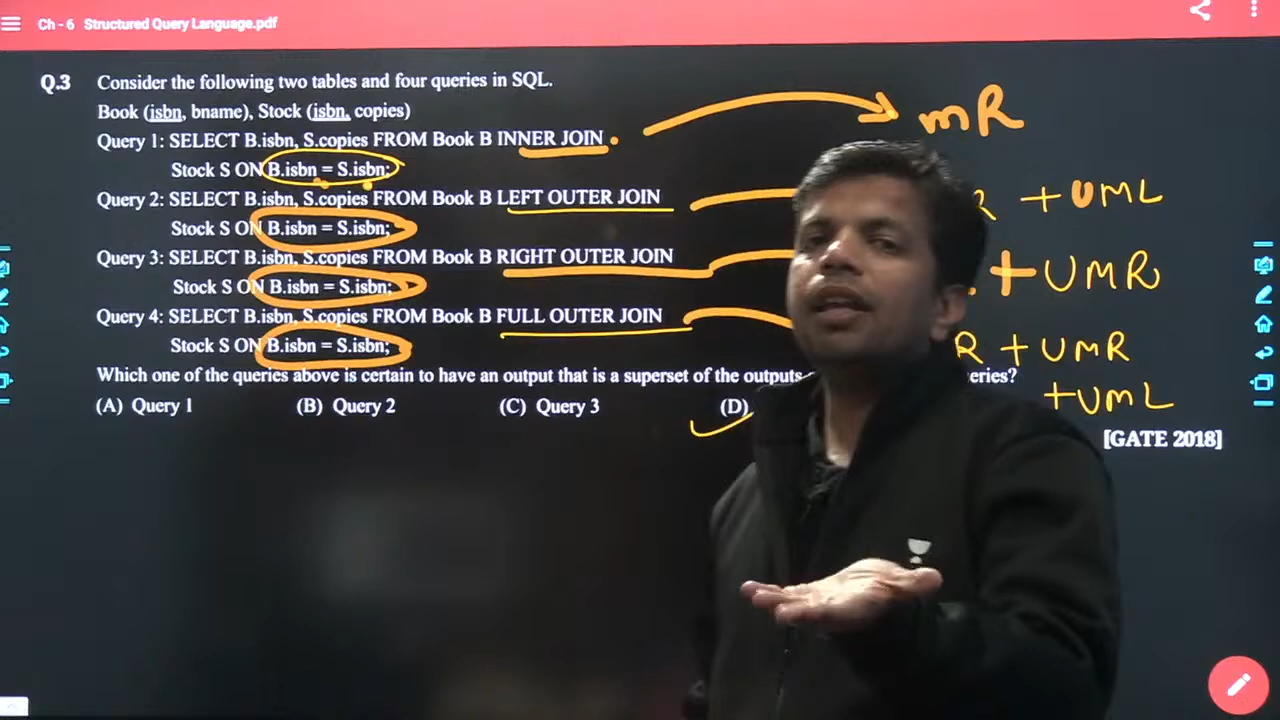 Ch - 6 Structured Query Language.pdf
Q.3 Consider the following two tables and four queries in SQL.
Book (isbn, bname), Stock (isbn, copies)
Query 1: SELECT B.isbn, S.copies FROM Book B INNER JOIN
mR
Stock S ON B.isbn = S.isbn;
Query 2: SELECT B.isbn, S.copies FROM Book B LEFT OUTER JOIN
R + UML
Stock S ON B.isbn = S.isbn;
Query 3: SELECT B.isbn, S.copies FROM Book B RIGHT OUTER JOIN
+ UMR
Stock S ON B.isbn = S.isbn;
Query 4: SELECT B.isbn, S.copies FROM Book B FULL OUTER JOIN
Stock S ON B.isbn = S.isbn;
R + UMR
Which one of the queries above is certain to have an output that is a superset of the outputs
+ UML
(A) Query 1 (B) Query 2 (C) Query 3 (D)
[GATE 2018]